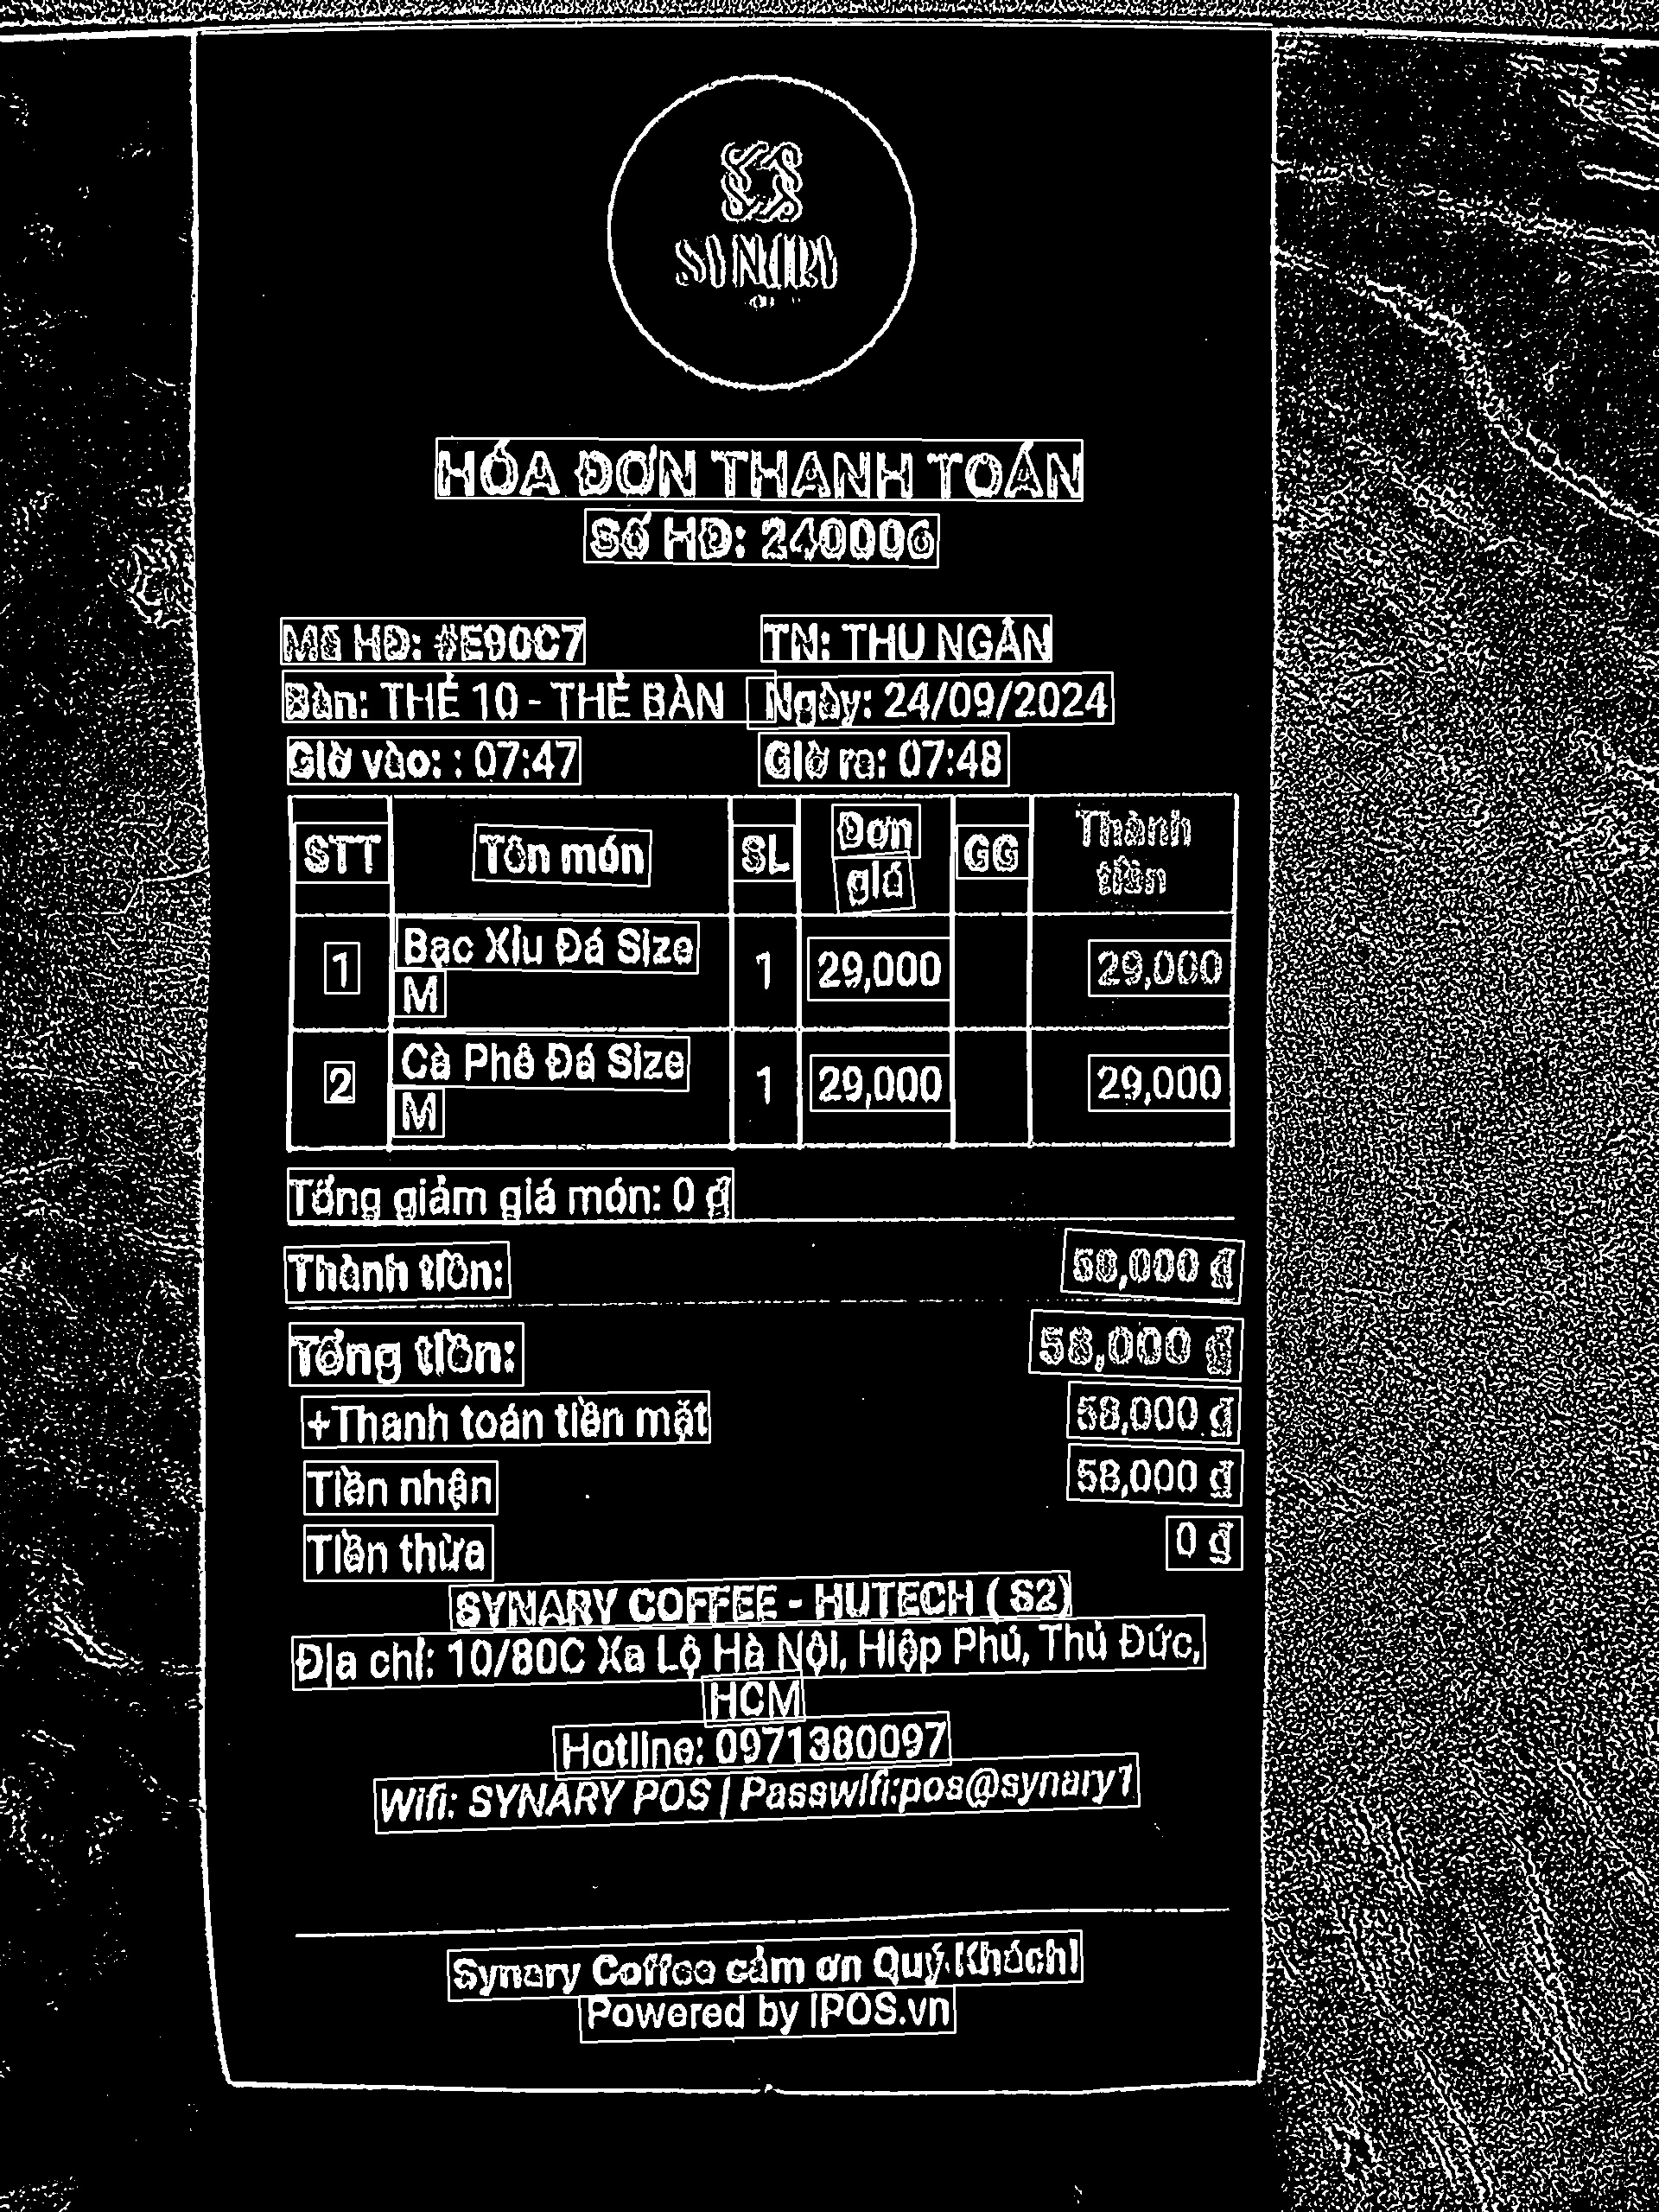 SYNARY
HÓA ĐƠN THANH TOÁN
Số HĐ: 240006
Mã HĐ: #E90C7 TN: THU NGÂN
Bàn: THẺ 10 - THẺ BÀN Ngày: 24/09/2024
Giờ vào: : 07:47 Giờ ra: 07:48
STT Tên món SL Đơn giá GG Thành tiền
1 Bạc Xỉu Đá Size M 1 29,000 29,000
2 Cà Phê Đá Size M 1 29,000 29,000
Tổng giảm giá món: 0 ₫
Thành tiền: 58,000 ₫
Tổng tiền: 58,000 ₫
+Thanh toán tiền mặt 58,000 ₫
Tiền nhận 58,000 ₫
Tiền thừa 0 ₫
SYNARY COFFEE - HUTECH ( S2)
Địa chỉ: 10/80C Xa Lộ Hà Nội, Hiệp Phú, Thủ Đức,
HCM
Hotline: 0971380097
Wifi: SYNARY POS | Passwifi:pos@synary1
Synary Coffee cảm ơn Quý Khách!
Powered by iPOS.vn